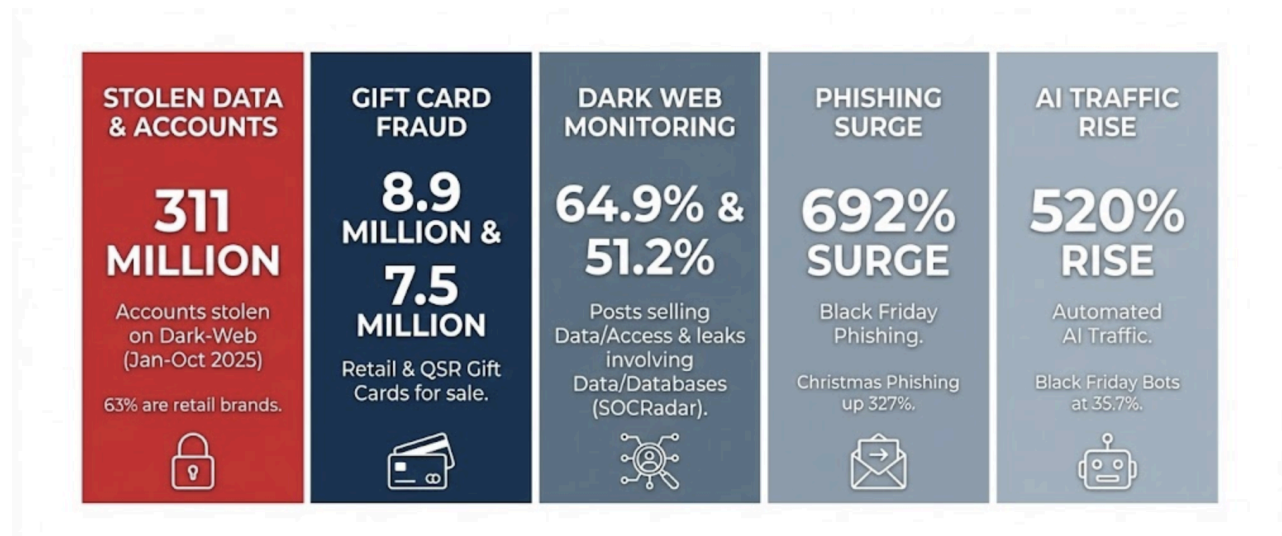 STOLEN DATA
& ACCOUNTS
311
MILLION
Accounts stolen
on Dark-Web
(Jan-Oct 2025)
63% are retail brands.
GIFT CARD
FRAUD
8.9
MILLION &
7.5
MILLION
Retail & QSR Gift
Cards for sale.
DARK WEB
MONITORING
64.9% &
51.2%
Posts selling
Data/Access & leaks
involving
Data/Databases
(SOCRadar).
PHISHING
SURGE
692%
SURGE
Black Friday
Phishing.
Christmas Phishing
up 327%.
AI TRAFFIC
RISE
520%
RISE
Automated
AI Traffic.
Black Friday Bots
at 35.7%.